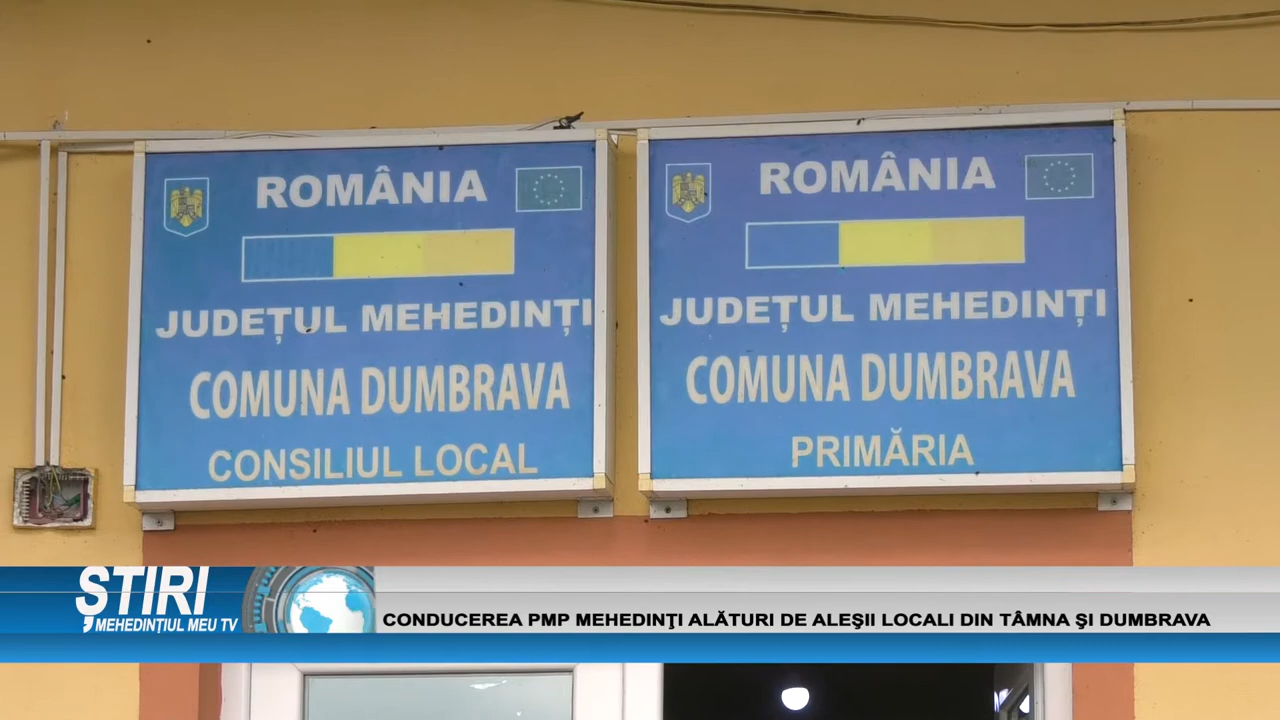 ROMÂNIA
JUDEȚUL MEHEDINȚI
COMUNA DUMBRAVA
CONSILIUL LOCAL
ROMÂNIA
JUDEȚUL MEHEDINȚI
COMUNA DUMBRAVA
PRIMĂRIA
ȘTIRI
MEHEDINȚIUL MEU TV
CONDUCEREA PMP MEHEDINŢI ALĂTURI DE ALEŞII LOCALI DIN TÂMNA ŞI DUMBRAVA